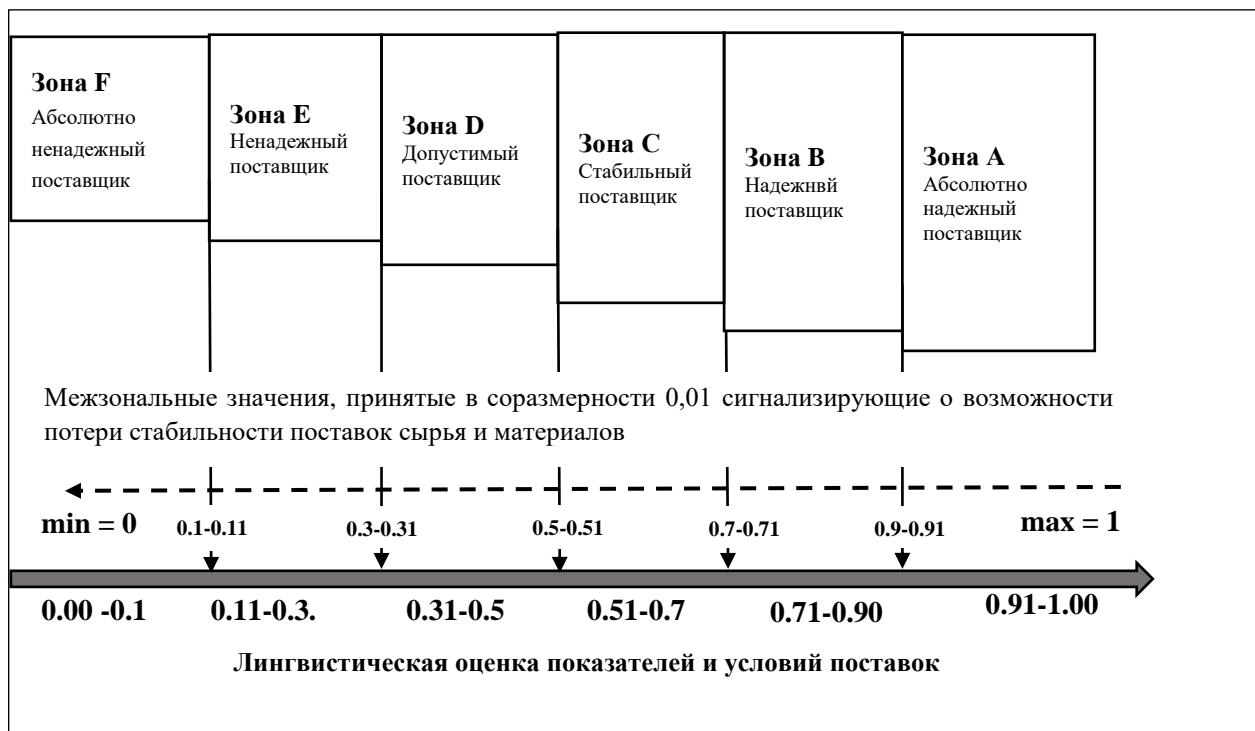 Зона F
Абсолютно
ненадежный
поставщик
Зона E
Ненадежный
поставщик
Зона D
Допустимый
поставщик
Зона C
Стабильный
поставщик
Зона B
Надежнвй
поставщик
Зона A
Абсолютно
надежный
поставщик
Межзональные значения, принятые в соразмерности 0,01 сигнализирующие о возможности
потери стабильности поставок сырья и материалов
min = 0 0.1-0.11 0.3-0.31 0.5-0.51 0.7-0.71 0.9-0.91 max = 1
0.00 -0.1 0.11-0.3. 0.31-0.5 0.51-0.7 0.71-0.90 0.91-1.00
Лингвистическая оценка показателей и условий поставок